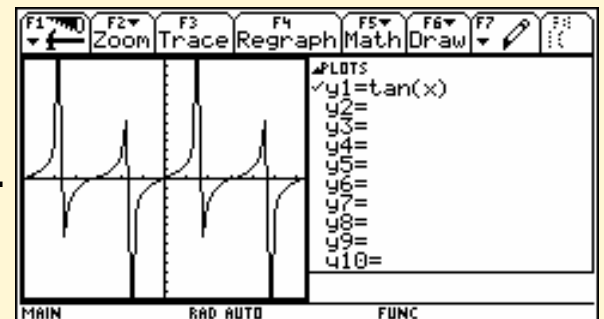 F1 F2 F3 F4 F5 F6 F7
Zoom Trace Regraph Math Draw
PLOTS
✓y1=tan(x)
y2=
y3=
y4=
y5=
y6=
y7=
y8=
y9=
y10=
MAIN RAD AUTO FUNC